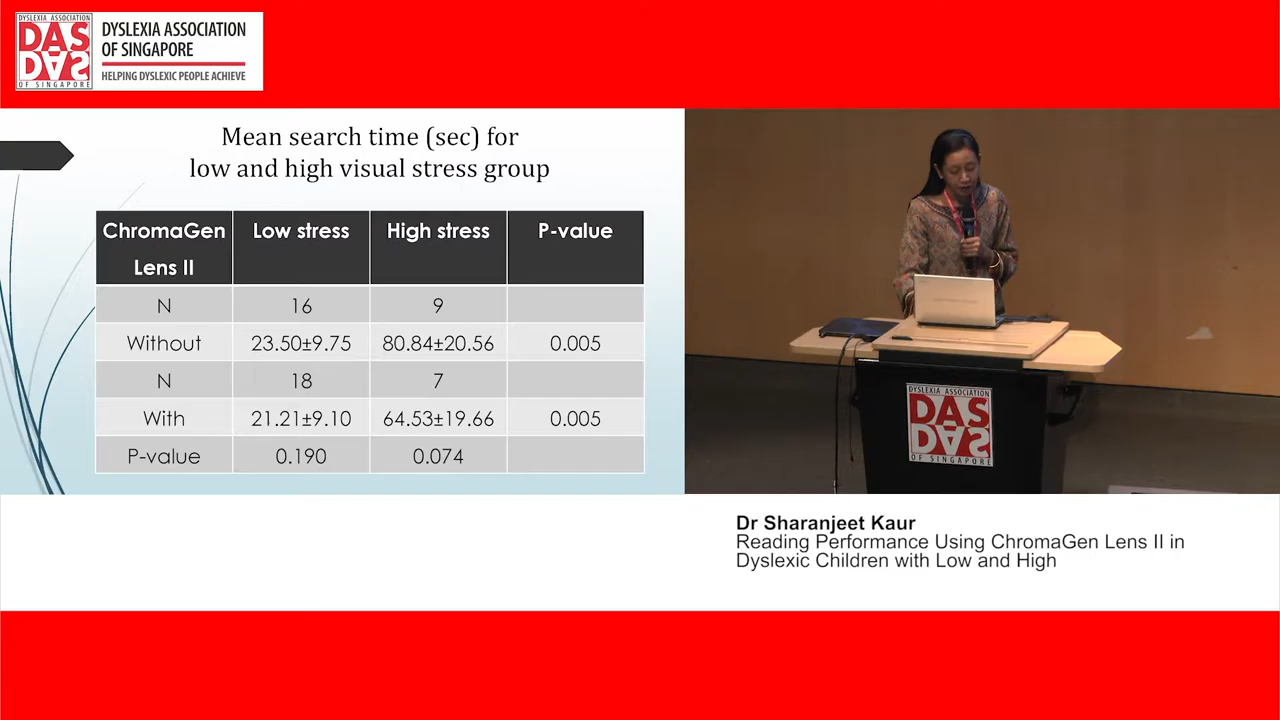 DYSLEXIA ASSOCIATION
DAS
DAS
OF SINGAPORE
DYSLEXIA ASSOCIATION
OF SINGAPORE
HELPING DYSLEXIC PEOPLE ACHIEVE
Mean search time (sec) for
low and high visual stress group
ChromaGen Lens II Low stress High stress P-value
N 16 9
Without 23.50±9.75 80.84±20.56 0.005
N 18 7
With 21.21±9.10 64.53±19.66 0.005
P-value 0.190 0.074
DYSLEXIA ASSOCIATION
DAS
DAS
OF SINGAPORE
Dr Sharanjeet Kaur
Reading Performance Using ChromaGen Lens II in
Dyslexic Children with Low and High